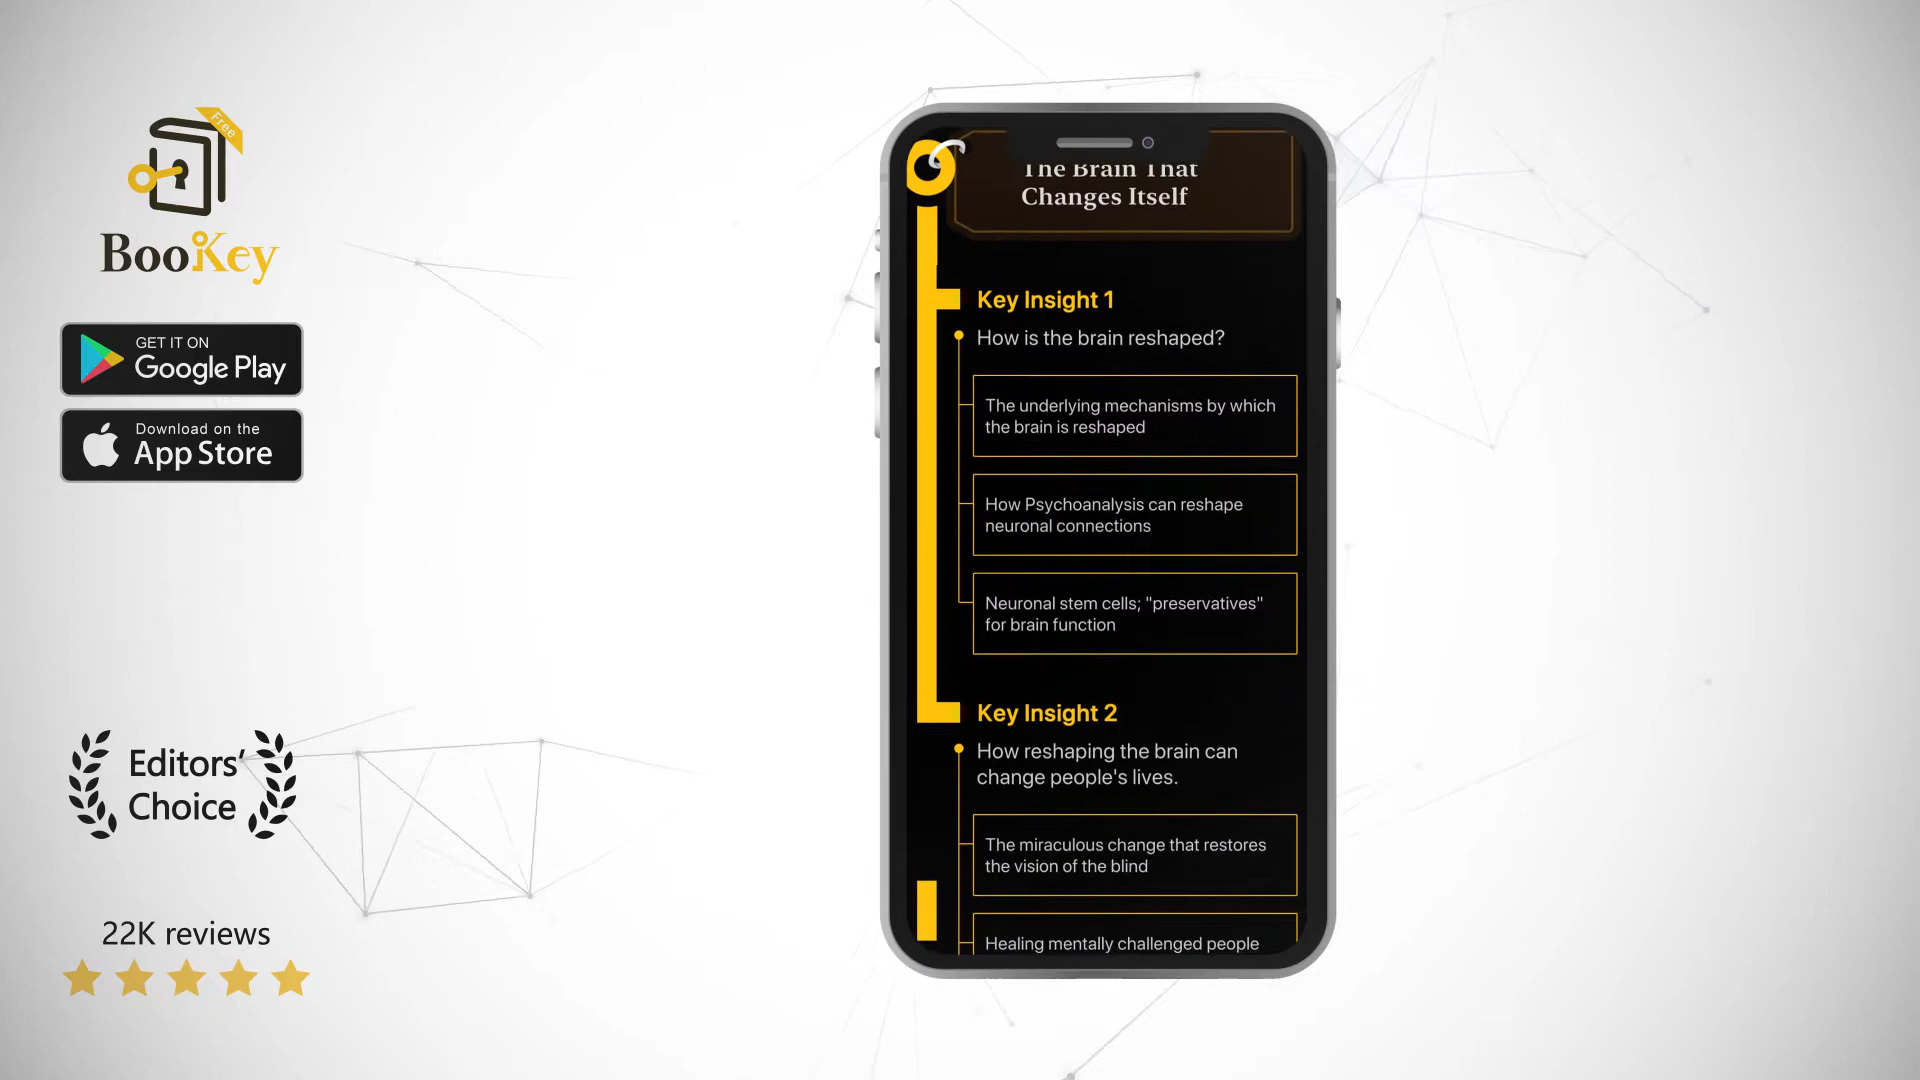 Free
BooKey
GET IT ON
Google Play
Download on the
App Store
Editors'
Choice
22K reviews
The Brain That
Changes Itself
Key Insight 1
How is the brain reshaped?
The underlying mechanisms by which
the brain is reshaped
How Psychoanalysis can reshape
neuronal connections
Neuronal stem cells; "preservatives"
for brain function
Key Insight 2
How reshaping the brain can
change people's lives.
The miraculous change that restores
the vision of the blind
Healing mentally challenged people